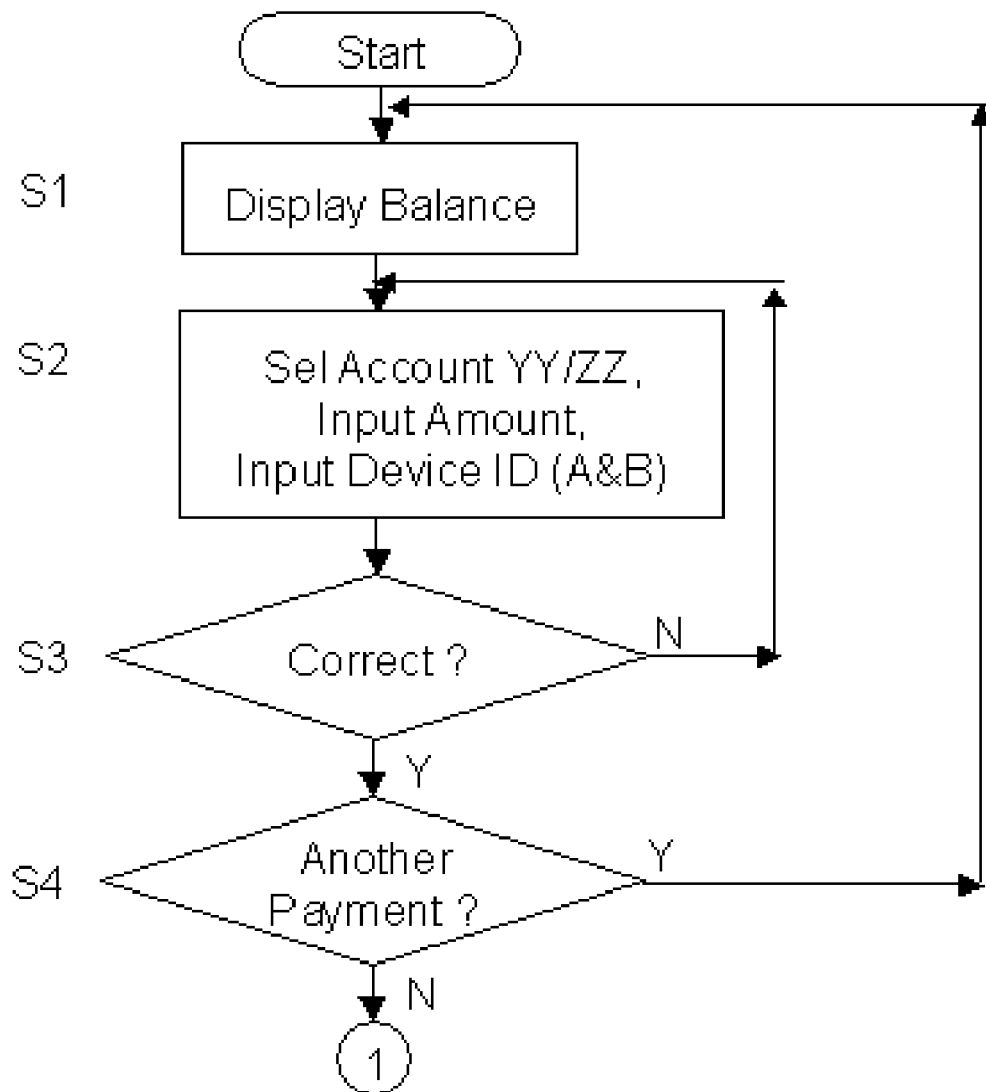 Start
S1
Display Balance
S2
Sel Account YY/ZZ,
Input Amount,
Input Device ID (A&B)
S3
Correct ?
N
Y
S4
Another
Payment ?
Y
N
1